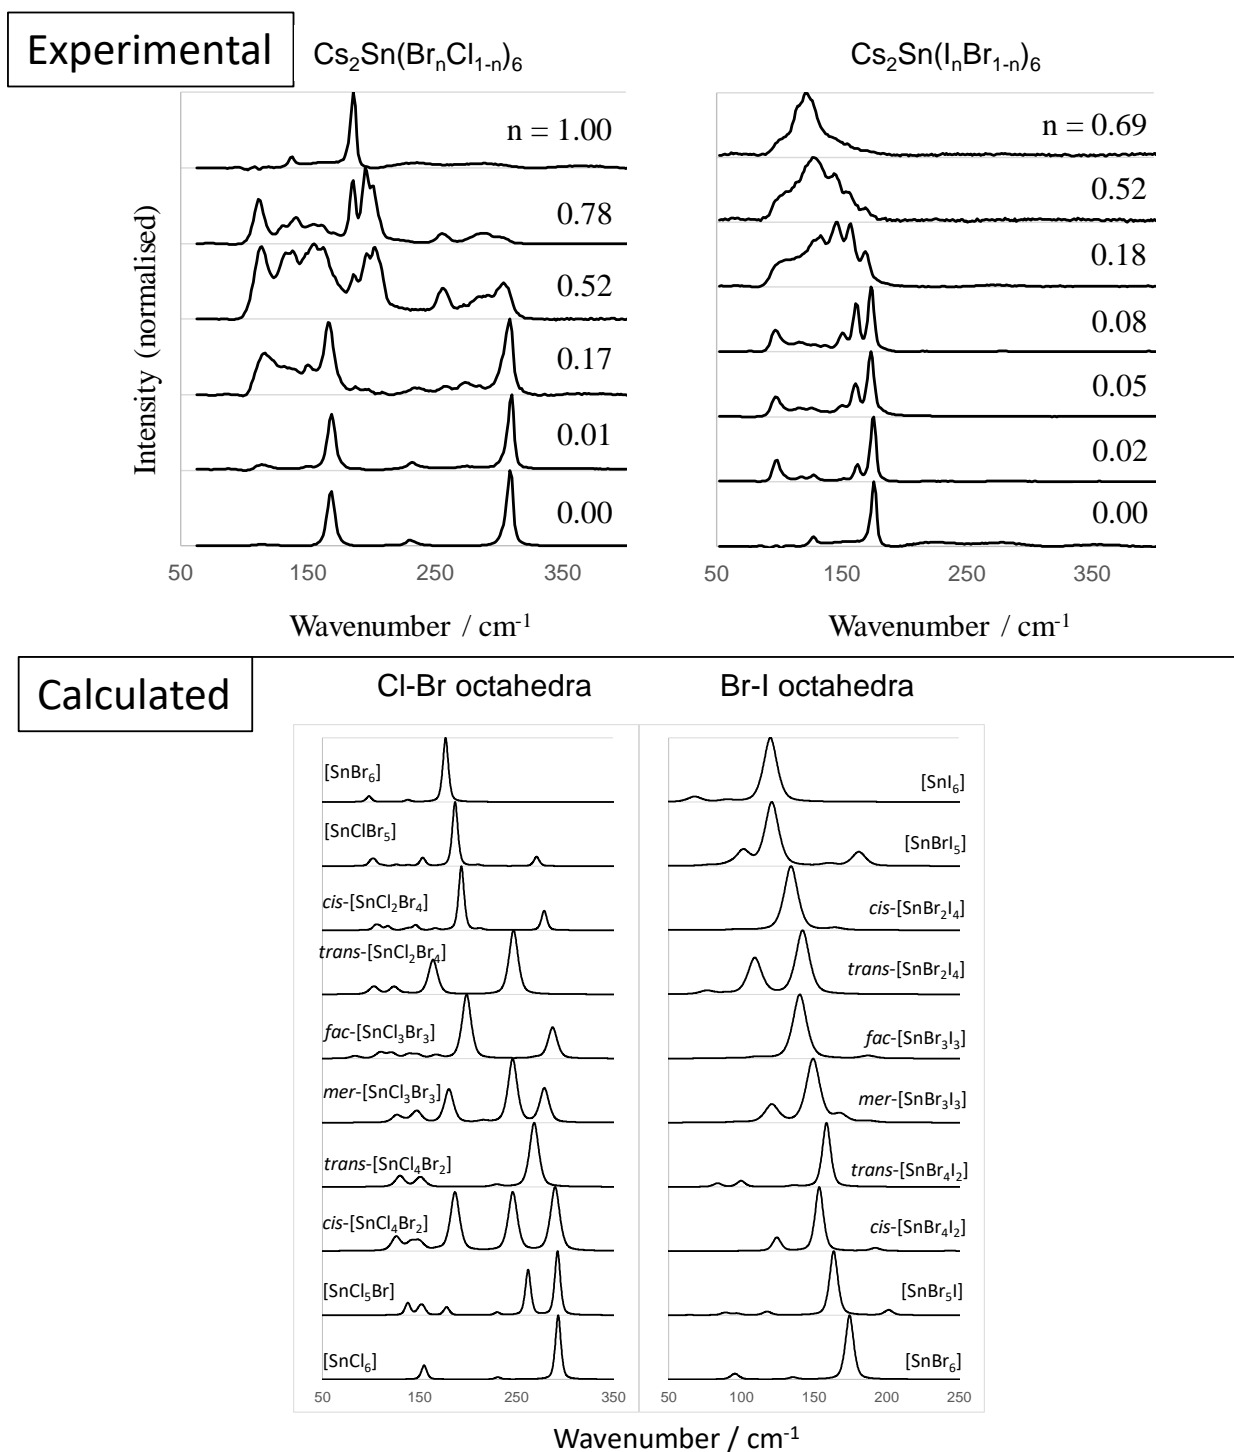 Experimental
Cs₂Sn(BrₙCl₁₋ₙ)₆
Cs₂Sn(IₙBr₁₋ₙ)₆
Intensity (normalised)
n = 1.00
0.78
0.52
0.17
0.01
0.00
50 150 250 350
Wavenumber / cm⁻¹
n = 0.69
0.52
0.18
0.08
0.05
0.02
0.00
50 150 250 350
Wavenumber / cm⁻¹
Calculated
Cl-Br octahedra
Br-I octahedra
[SnBr₆]
[SnClBr₅]
cis-[SnCl₂Br₄]
trans-[SnCl₂Br₄]
fac-[SnCl₃Br₃]
mer-[SnCl₃Br₃]
trans-[SnCl₄Br₂]
cis-[SnCl₄Br₂]
[SnCl₅Br]
[SnCl₆]
50 150 250 350
[SnI₆]
[SnBrI₅]
cis-[SnBr₂I₄]
trans-[SnBr₂I₄]
fac-[SnBr₃I₃]
mer-[SnBr₃I₃]
trans-[SnBr₄I₂]
cis-[SnBr₄I₂]
[SnBr₅I]
[SnBr₆]
50 100 150 200 250
Wavenumber / cm⁻¹